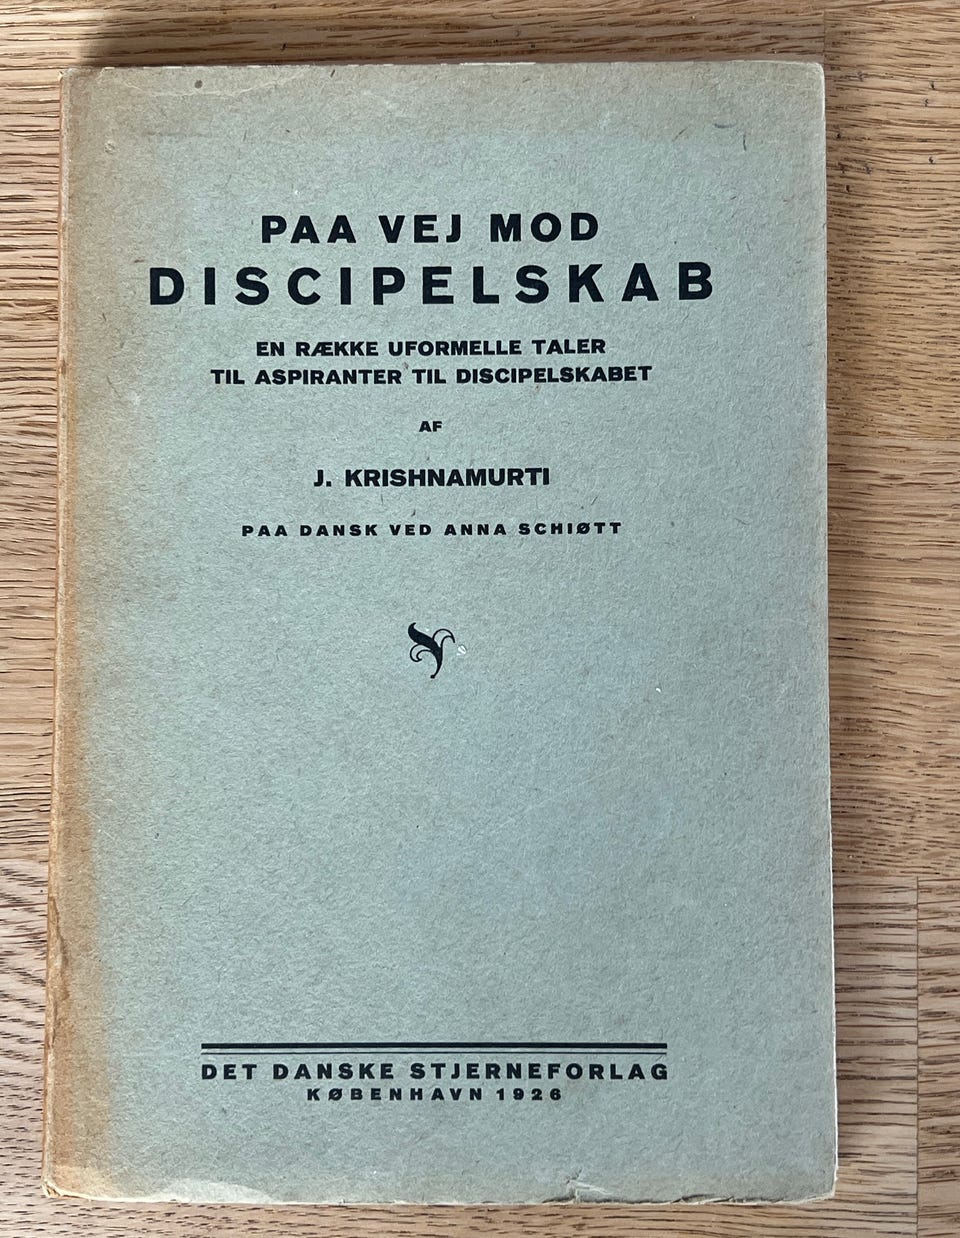 PAA VEJ MOD
DISCIPELSKAB
EN RÆKKE UFORMELLE TALER
TIL ASPIRANTER TIL DISCIPELSKABET
AF
J. KRISHNAMURTI
PAA DANSK VED ANNA SCHIØTT
DET DANSKE STJERNEFORLAG
KØBENHAVN 1926